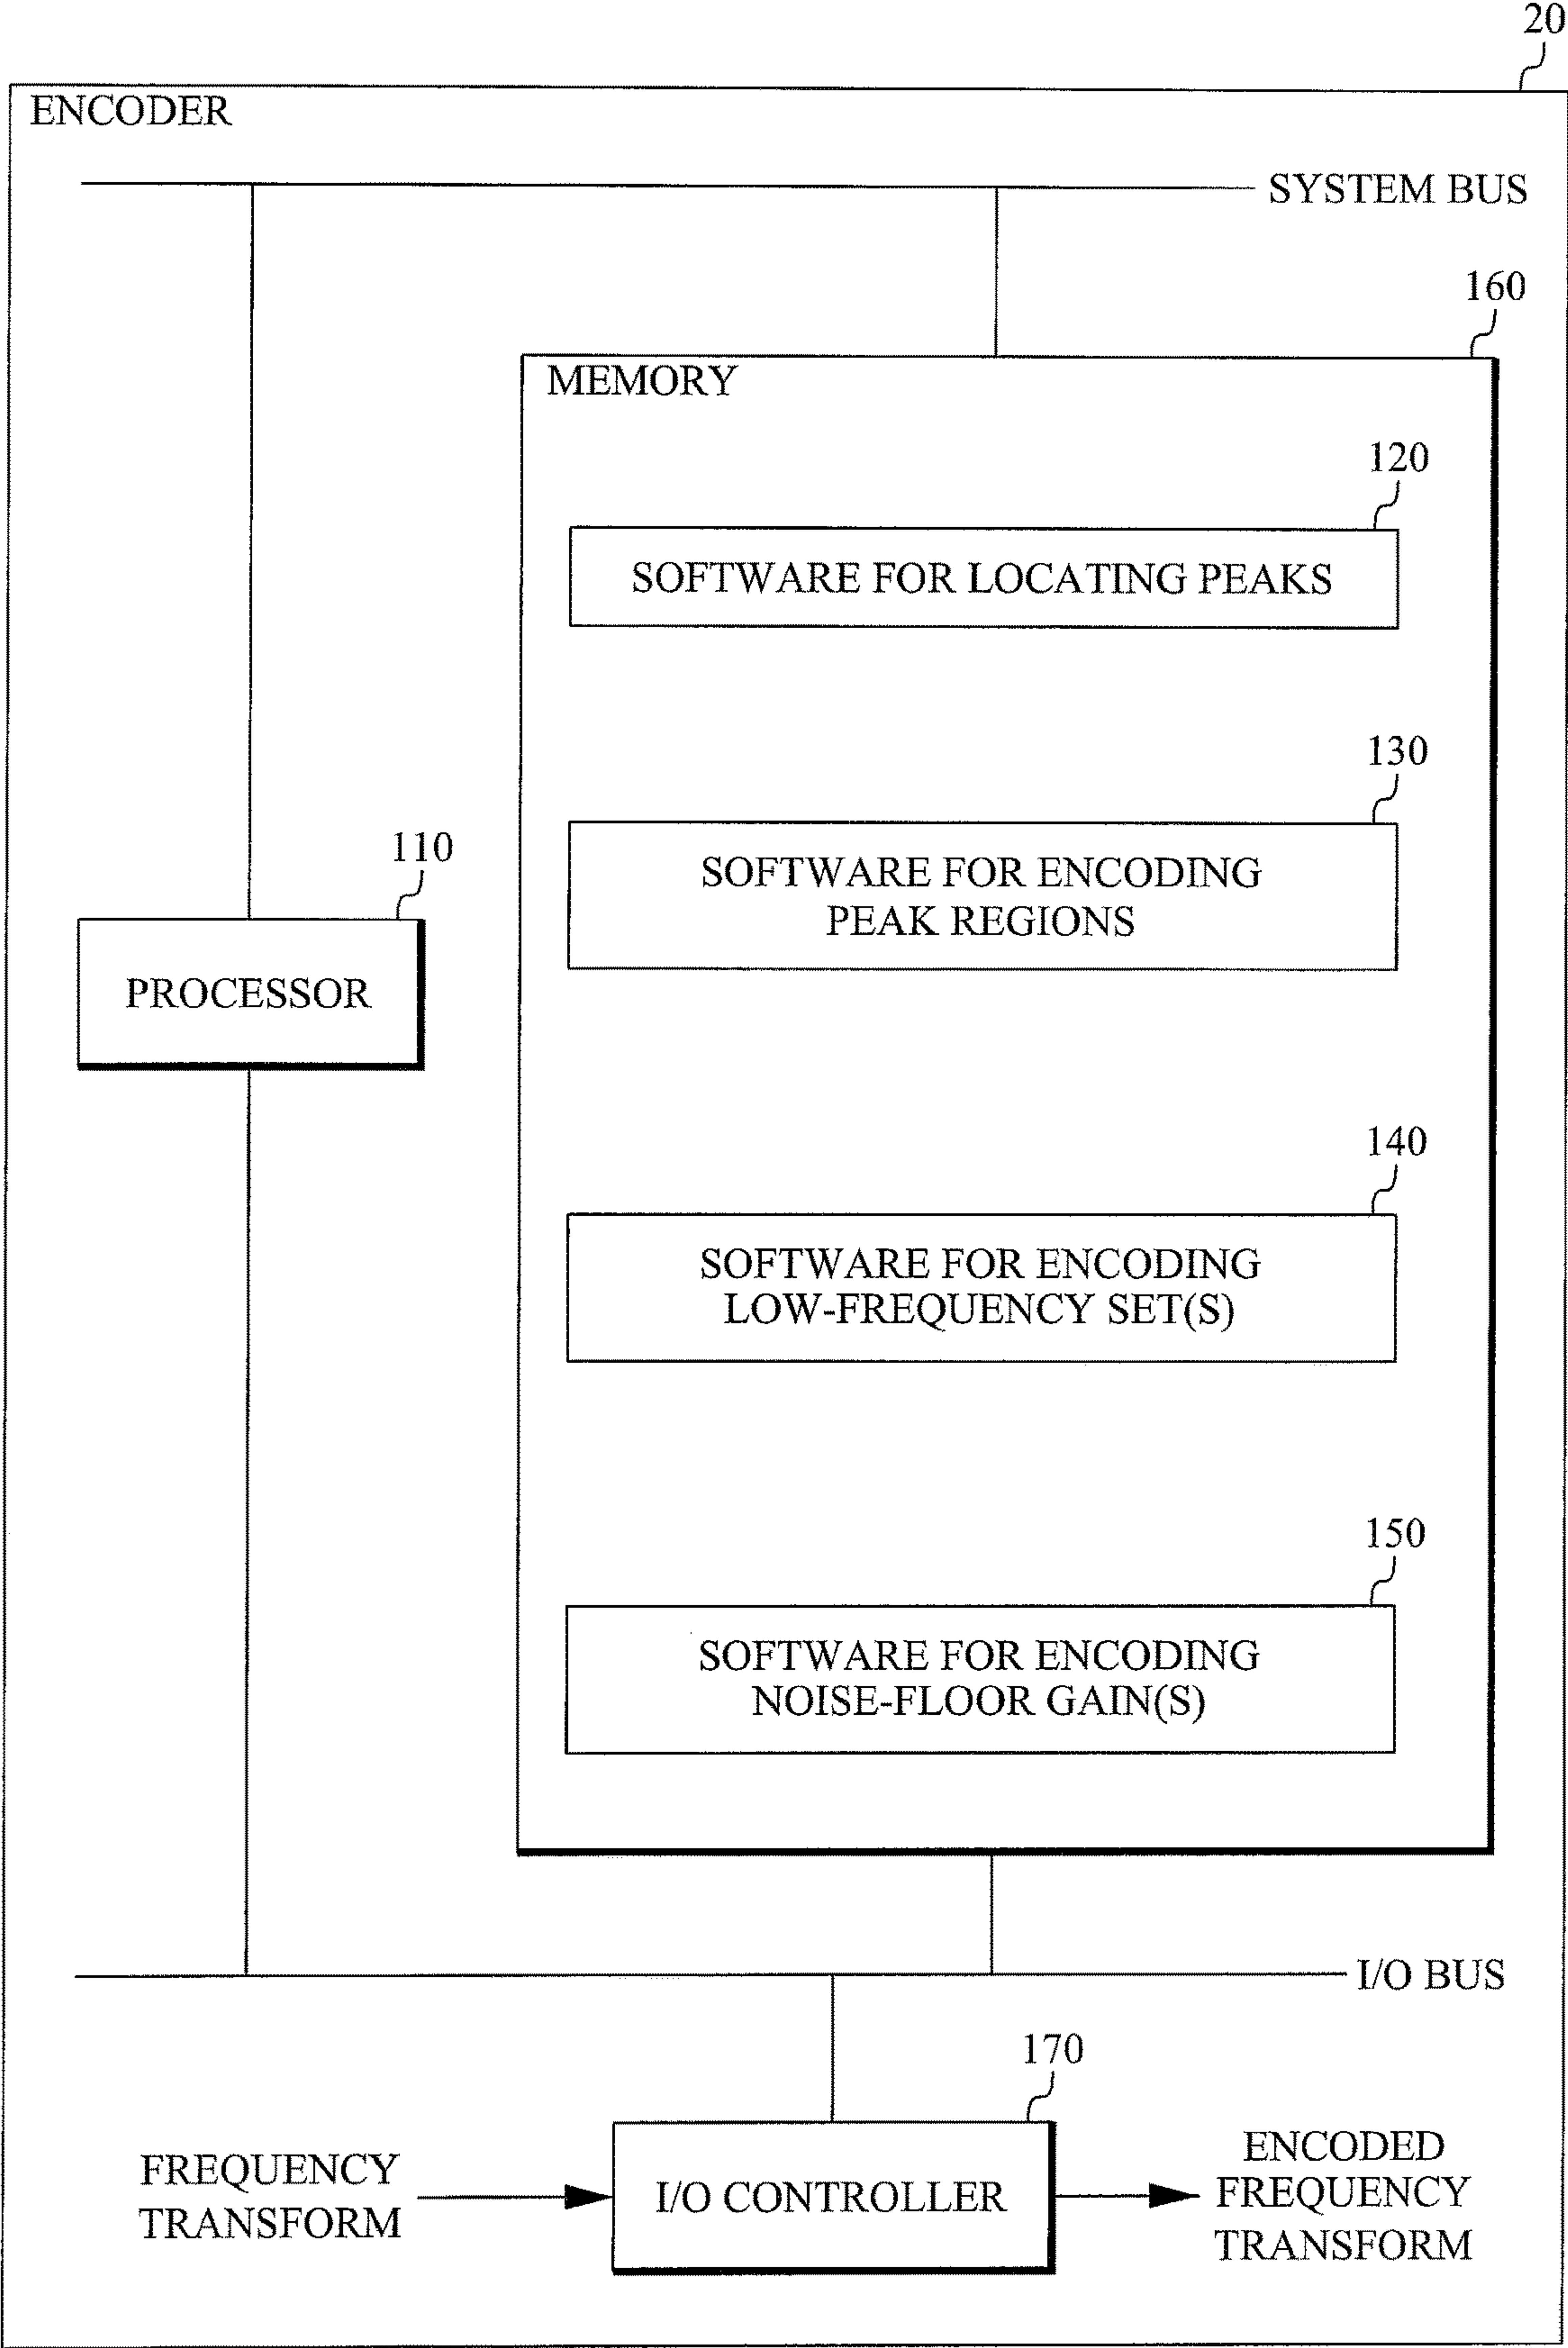 20
ENCODER
SYSTEM BUS
160
MEMORY
120
SOFTWARE FOR LOCATING PEAKS
130
SOFTWARE FOR ENCODING
PEAK REGIONS
110
PROCESSOR
140
SOFTWARE FOR ENCODING
LOW-FREQUENCY SET(S)
150
SOFTWARE FOR ENCODING
NOISE-FLOOR GAIN(S)
I/O BUS
170
FREQUENCY
TRANSFORM
I/O CONTROLLER
ENCODED
FREQUENCY
TRANSFORM